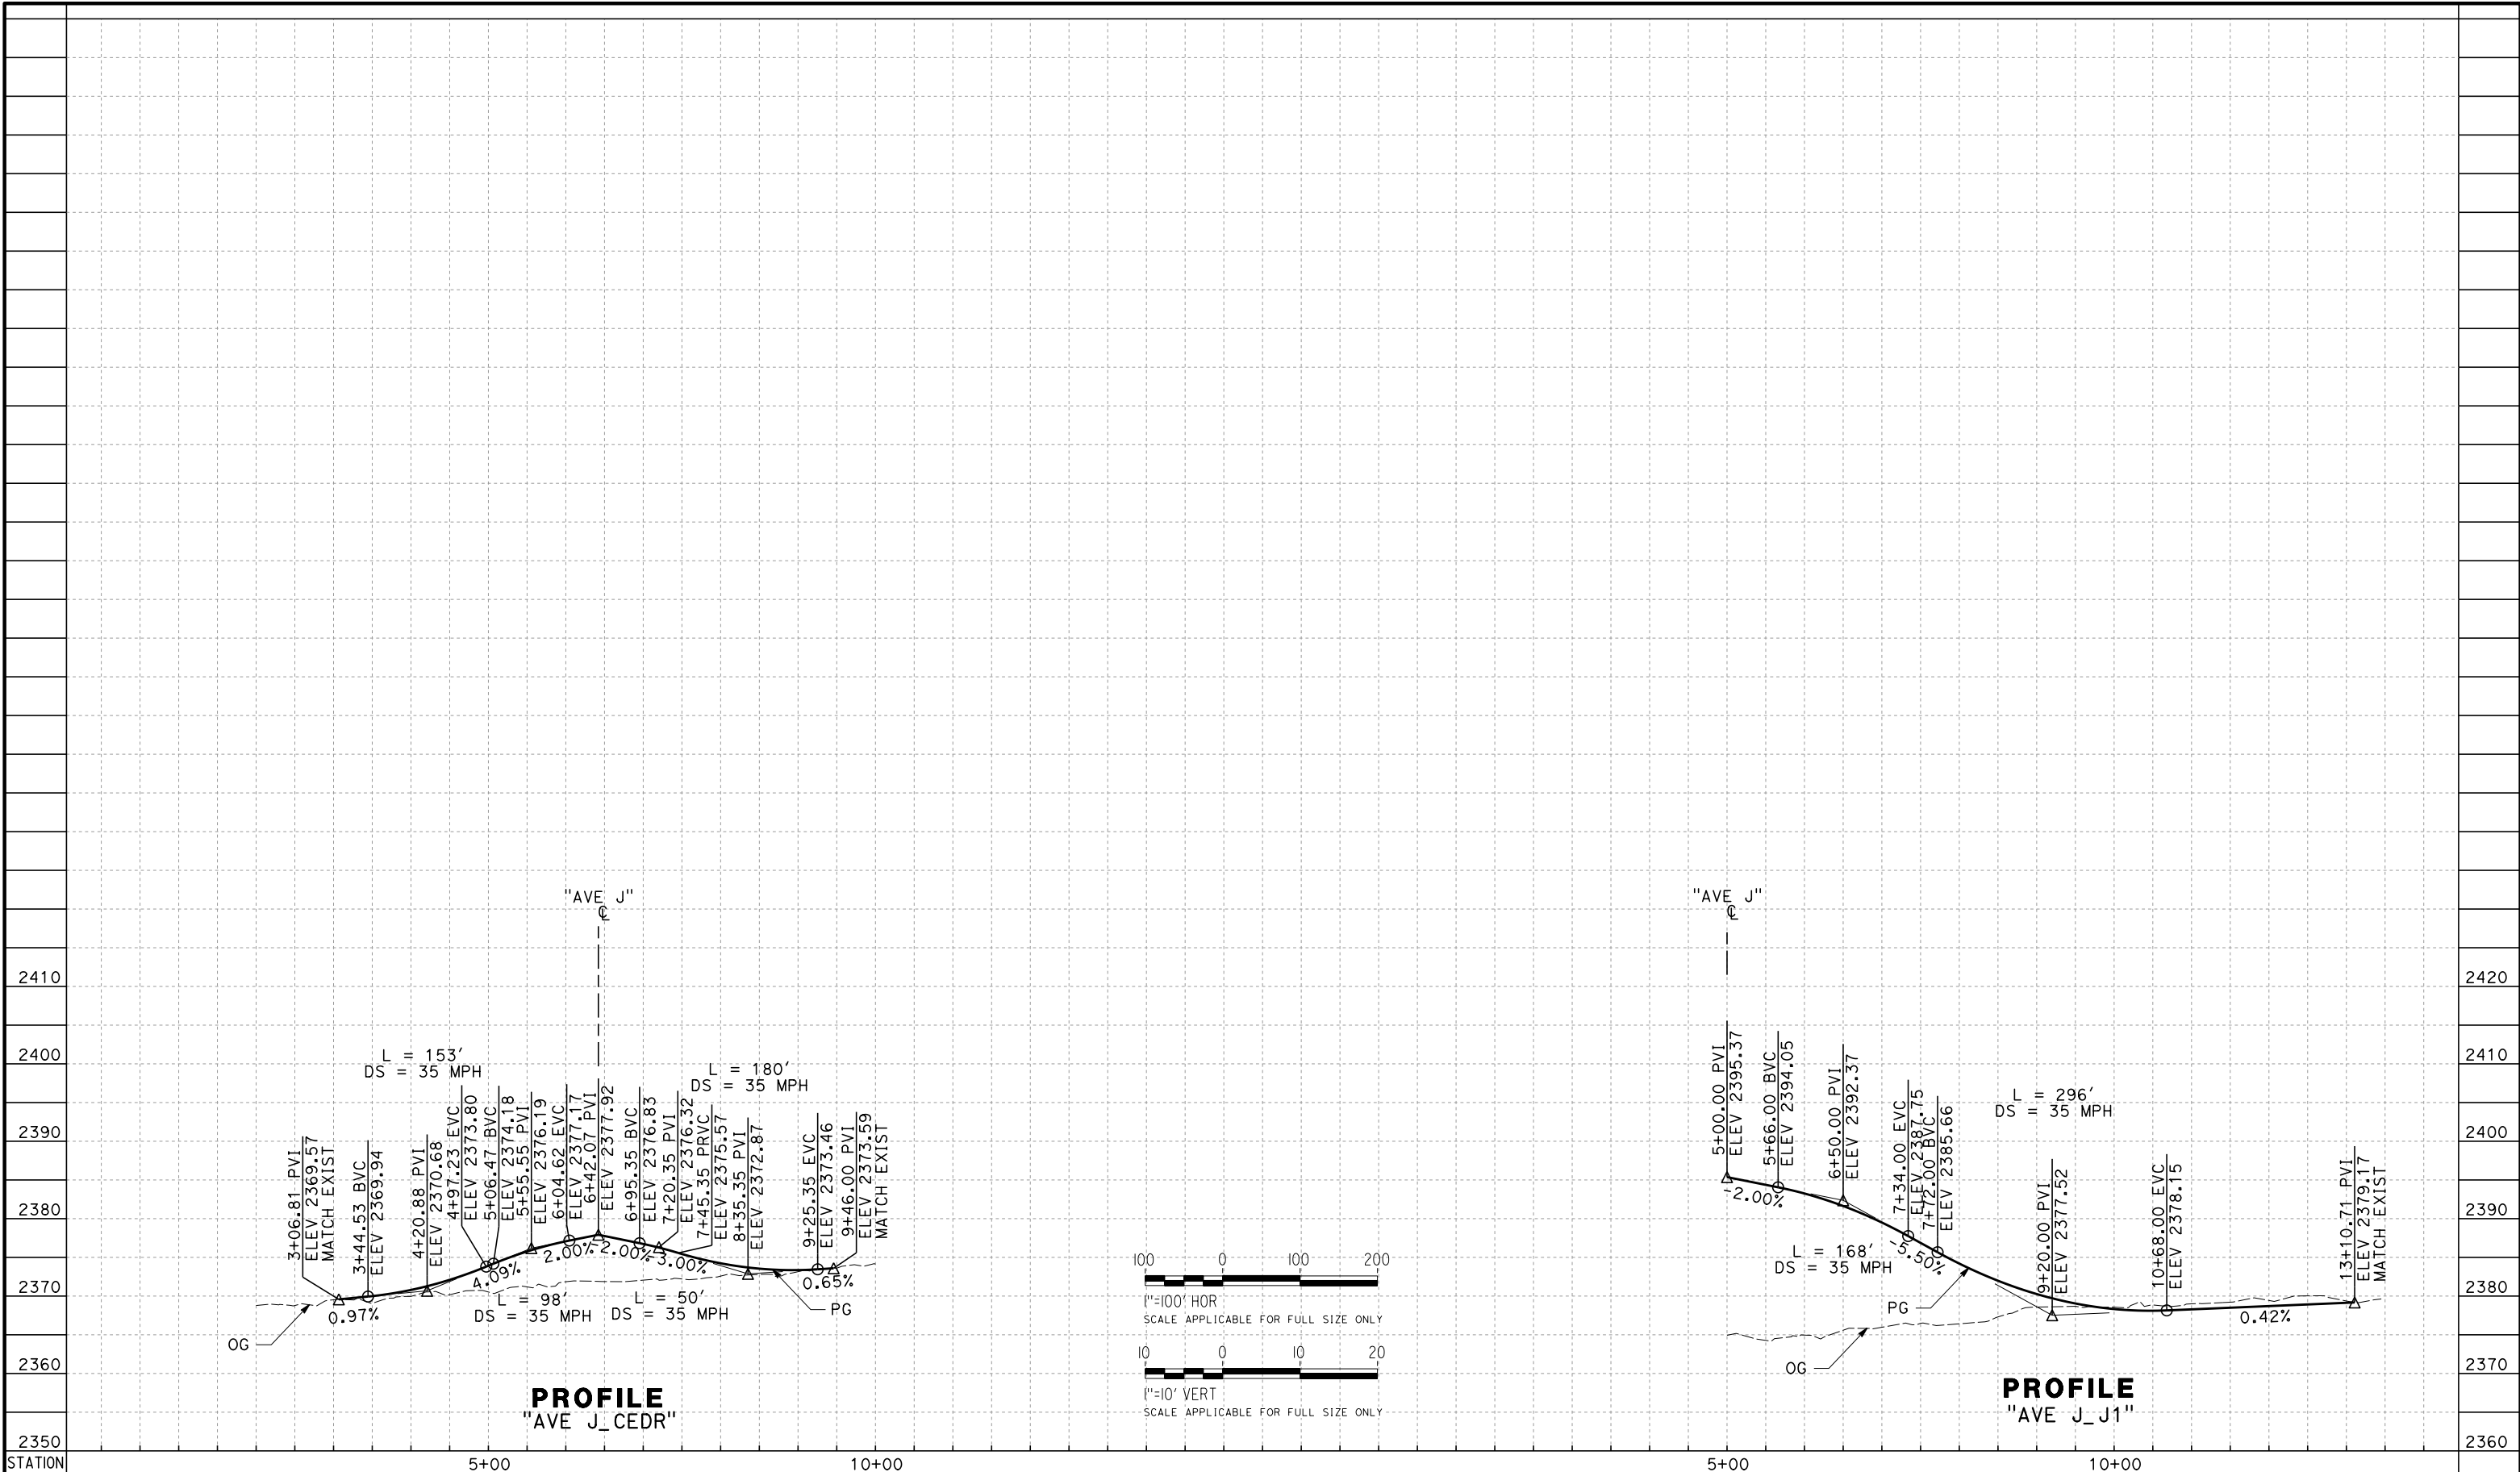 "AVE J"
℄
2410
2400
2390
2380
2370
2360
2350
STATION
L = 153'
DS = 35 MPH
L = 180'
DS = 35 MPH
3+06.81 PVI
ELEV 2369.57
MATCH EXIST
3+44.53 BVC
ELEV 2369.94
4+20.88 PVI
ELEV 2370.68
4+97.23 EVC
ELEV 2373.80
5+06.47 BVC
ELEV 2374.18
5+55.55 PVI
ELEV 2376.19
6+04.62 EVC
ELEV 2377.17
6+42.07 PVI
ELEV 2377.92
6+95.35 BVC
ELEV 2376.83
7+20.35 PVI
ELEV 2376.32
7+45.35 PRVC
ELEV 2375.57
8+35.35 PVI
ELEV 2372.87
9+25.35 EVC
ELEV 2373.46
9+46.00 PVI
ELEV 2373.59
MATCH EXIST
0.97%
4.09%
2.00%
-2.00%
-3.00%
0.65%
L = 98'
DS = 35 MPH
L = 50'
DS = 35 MPH
PG
OG
PROFILE
"AVE J_CEDR"
5+00
10+00
100 0 100 200
1"=100' HOR
SCALE APPLICABLE FOR FULL SIZE ONLY
10 0 10 20
1"=10' VERT
SCALE APPLICABLE FOR FULL SIZE ONLY
"AVE J"
℄
5+00.00 PVI
ELEV 2395.37
5+66.00 BVC
ELEV 2394.05
6+50.00 PVI
ELEV 2392.37
7+34.00 EVC
ELEV 2387.75
7+72.00 BVC
ELEV 2385.66
L = 296'
DS = 35 MPH
9+20.00 PVI
ELEV 2377.52
10+68.00 EVC
ELEV 2378.15
13+10.71 PVI
ELEV 2379.17
MATCH EXIST
-2.00%
L = 168'
DS = 35 MPH
-5.50%
0.42%
PG
OG
PROFILE
"AVE J_J1"
5+00
10+00
2420
2410
2400
2390
2380
2370
2360